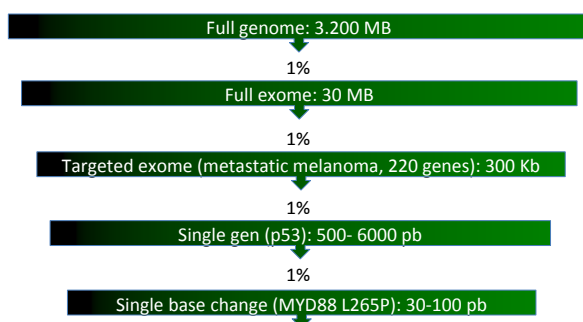 Full genome: 3.200 MB
1%
Full exome: 30 MB
1%
Targeted exome (metastatic melanoma, 220 genes): 300 Kb
1%
Single gen (p53): 500- 6000 pb
1%
Single base change (MYD88 L265P): 30-100 pb